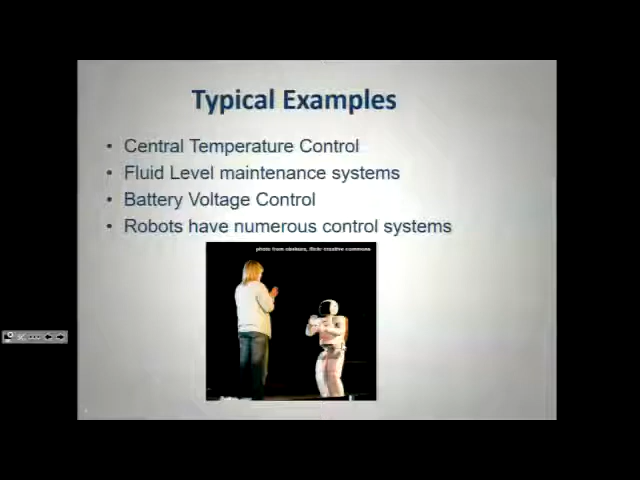 Typical Examples
• Central Temperature Control
• Fluid Level maintenance systems
• Battery Voltage Control
• Robots have numerous control systems